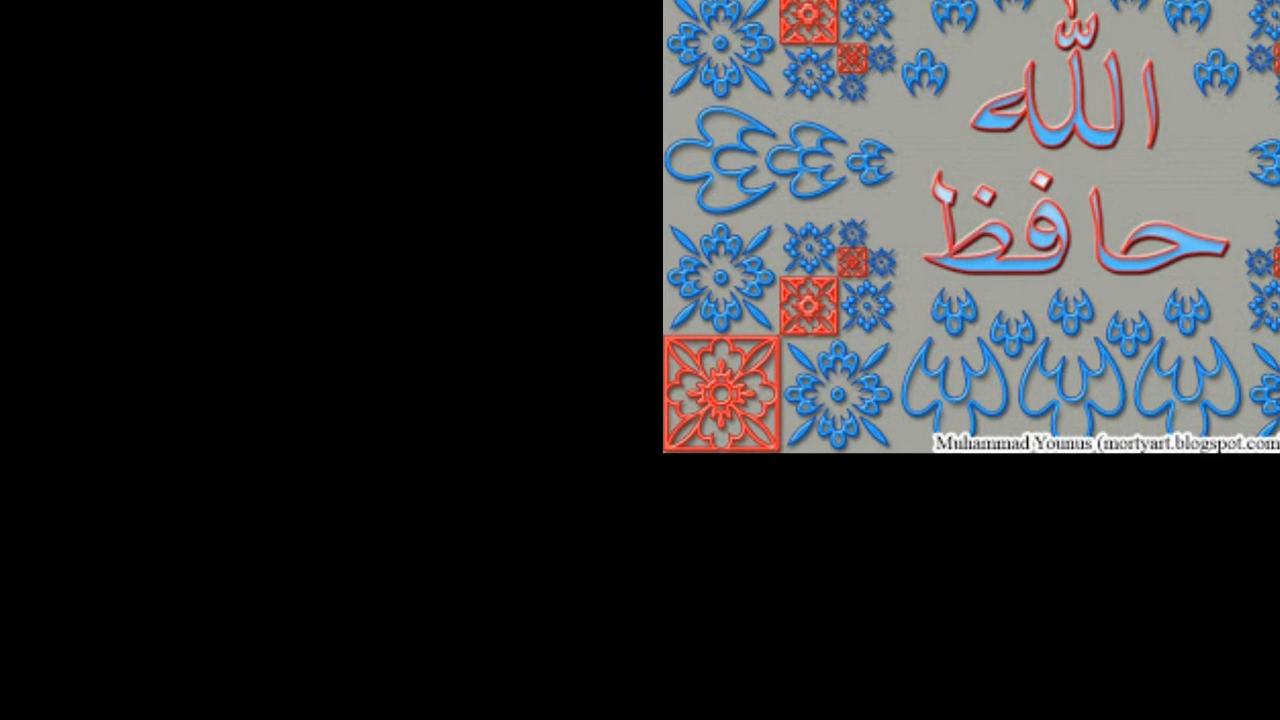 الله
حافظ
Muhammad Younus (mortyart.blogspot.com